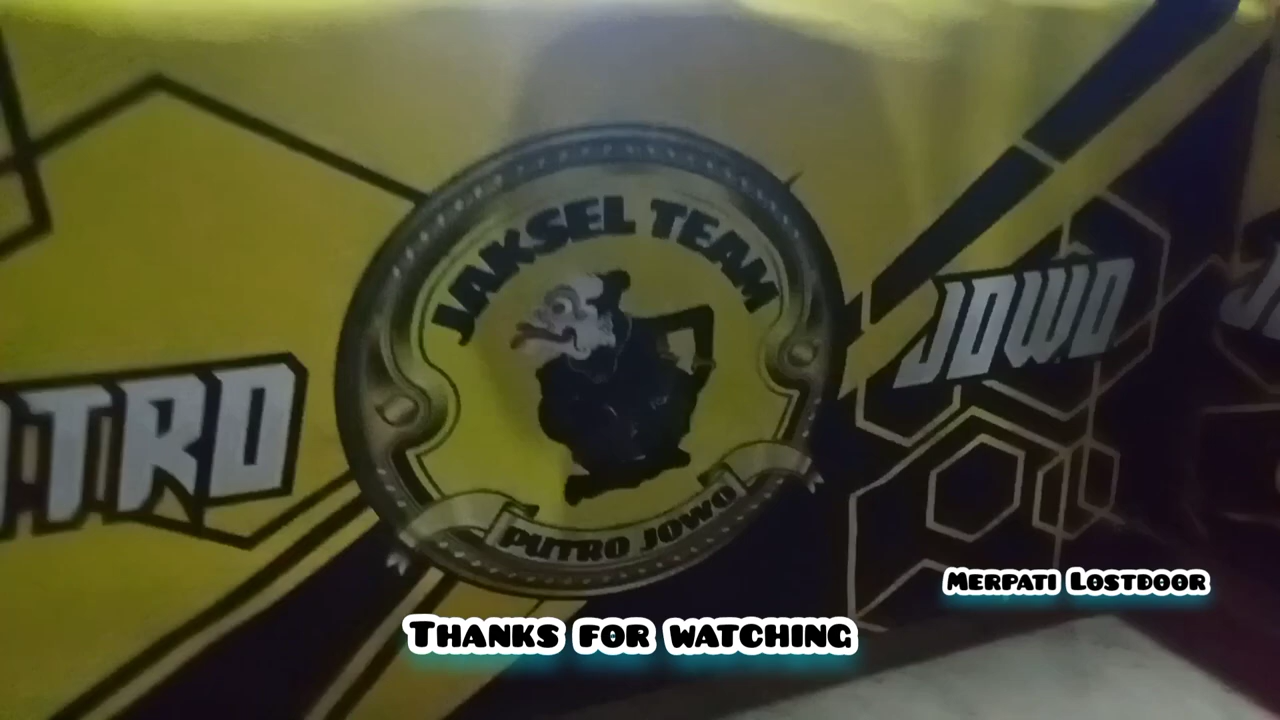 JAKSEL TEAM
JOWO
TRO
PUTRO JOWO
Merpati Lostdoor
Thanks for watching